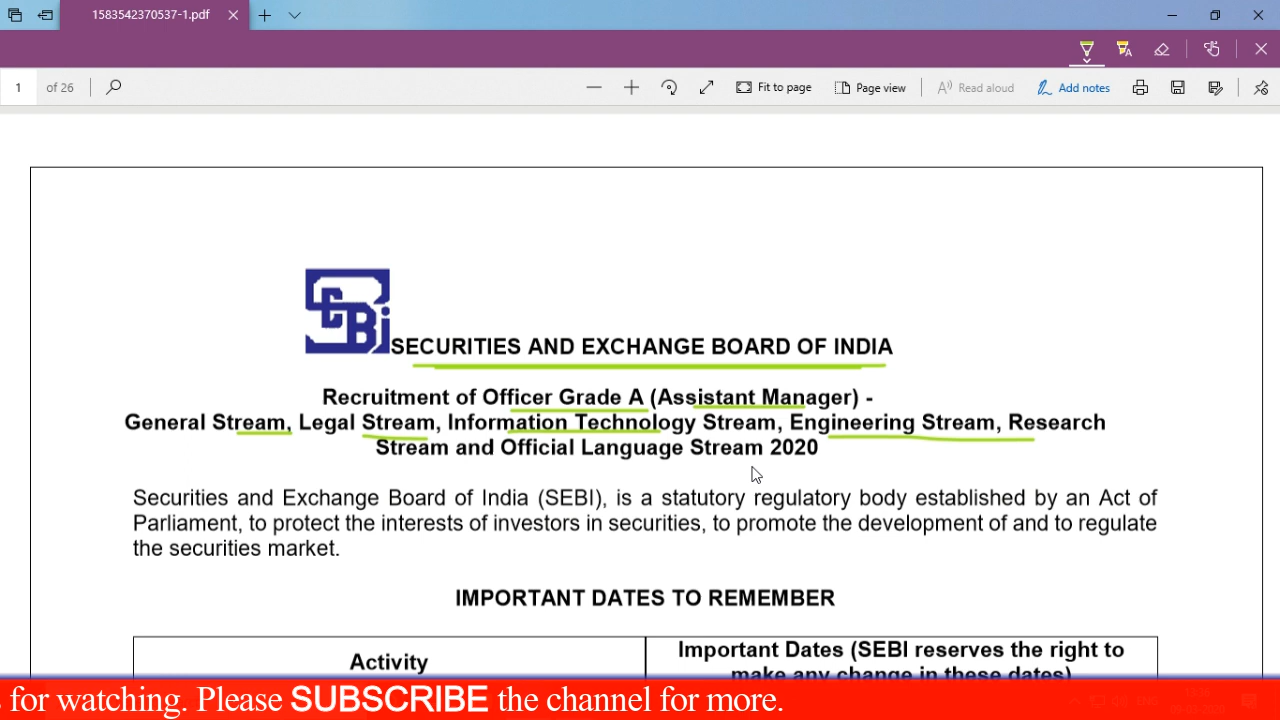 1583542370537-1.pdf
1 of 26
Fit to page
Page view
Read aloud
Add notes
SEBI
SECURITIES AND EXCHANGE BOARD OF INDIA
Recruitment of Officer Grade A (Assistant Manager) -
General Stream, Legal Stream, Information Technology Stream, Engineering Stream, Research
Stream and Official Language Stream 2020
Securities and Exchange Board of India (SEBI), is a statutory regulatory body established by an Act of
Parliament, to protect the interests of investors in securities, to promote the development of and to regulate
the securities market.
IMPORTANT DATES TO REMEMBER
Activity
Important Dates (SEBI reserves the right to
make any change in these dates)
for watching. Please SUBSCRIBE the channel for more.